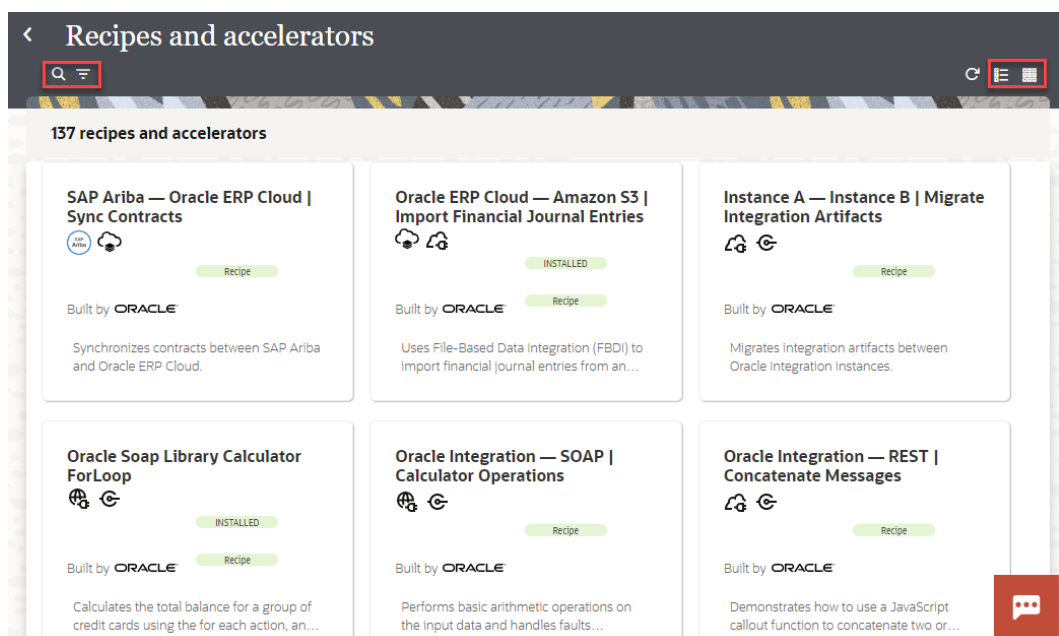 Recipes and accelerators
137 recipes and accelerators
SAP Ariba — Oracle ERP Cloud |
Sync Contracts
SAP
Ariba
Recipe
Built by ORACLE
Synchronizes contracts between SAP Ariba
and Oracle ERP Cloud.
Oracle ERP Cloud — Amazon S3 |
Import Financial Journal Entries
INSTALLED
Recipe
Built by ORACLE
Uses File-Based Data Integration (FBDI) to
import financial journal entries from an...
Instance A — Instance B | Migrate
Integration Artifacts
Recipe
Built by ORACLE
Migrates integration artifacts between
Oracle Integration instances.
Oracle Soap Library Calculator
ForLoop
INSTALLED
Recipe
Built by ORACLE
Calculates the total balance for a group of
credit cards using the for each action, an...
Oracle Integration — SOAP |
Calculator Operations
Recipe
Built by ORACLE
Performs basic arithmetic operations on
the input data and handles faults...
Oracle Integration — REST |
Concatenate Messages
Recipe
Built by ORACLE
Demonstrates how to use a JavaScript
callout function to concatenate two or...